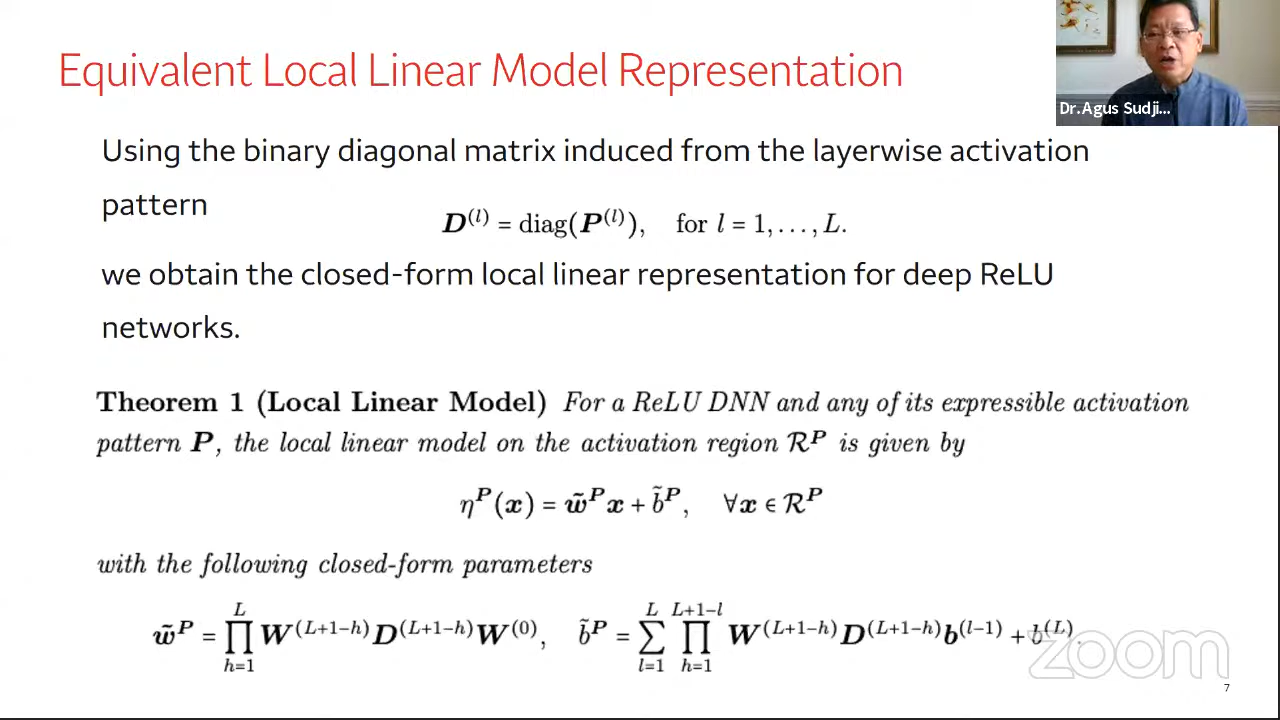 Equivalent Local Linear Model Representation
Dr.Agus Sudji...
Using the binary diagonal matrix induced from the layerwise activation
pattern
D^(l) = diag(P^(l)), for l = 1, . . . , L.
we obtain the closed-form local linear representation for deep ReLU
networks.
Theorem 1 (Local Linear Model) For a ReLU DNN and any of its expressible activation
pattern P, the local linear model on the activation region R^P is given by
η^P(x) = w̃^P x + b̃^P, ∀x ∈ R^P
with the following closed-form parameters
w̃^P = ∏_{h=1}^{L} W^(L+1−h) D^(L+1−h) W^(0), b̃^P = ∑_{l=1}^{L} ∏_{h=1}^{L+1−l} W^(L+1−h) D^(L+1−h) b^(l−1) + b^(L).
zoom
7